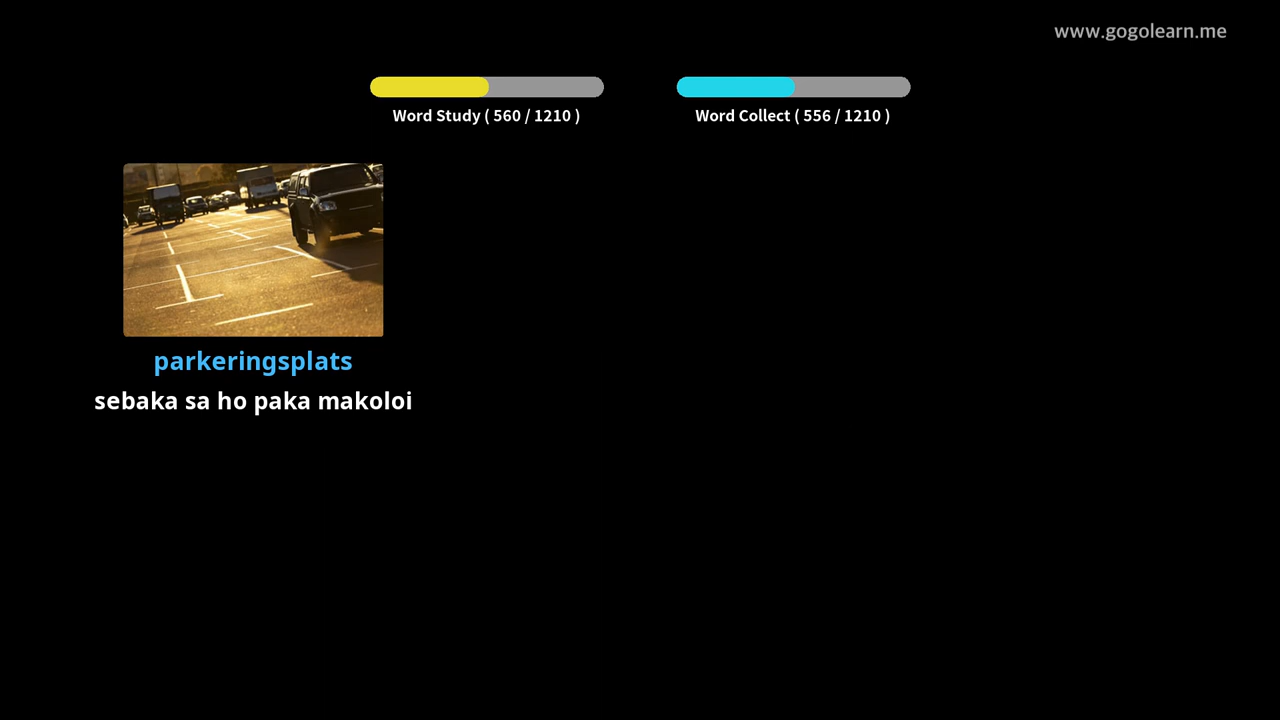 www.gogolearn.me
Word Study ( 560 / 1210 )
Word Collect ( 556 / 1210 )
parkeringsplats
sebaka sa ho paka makoloi